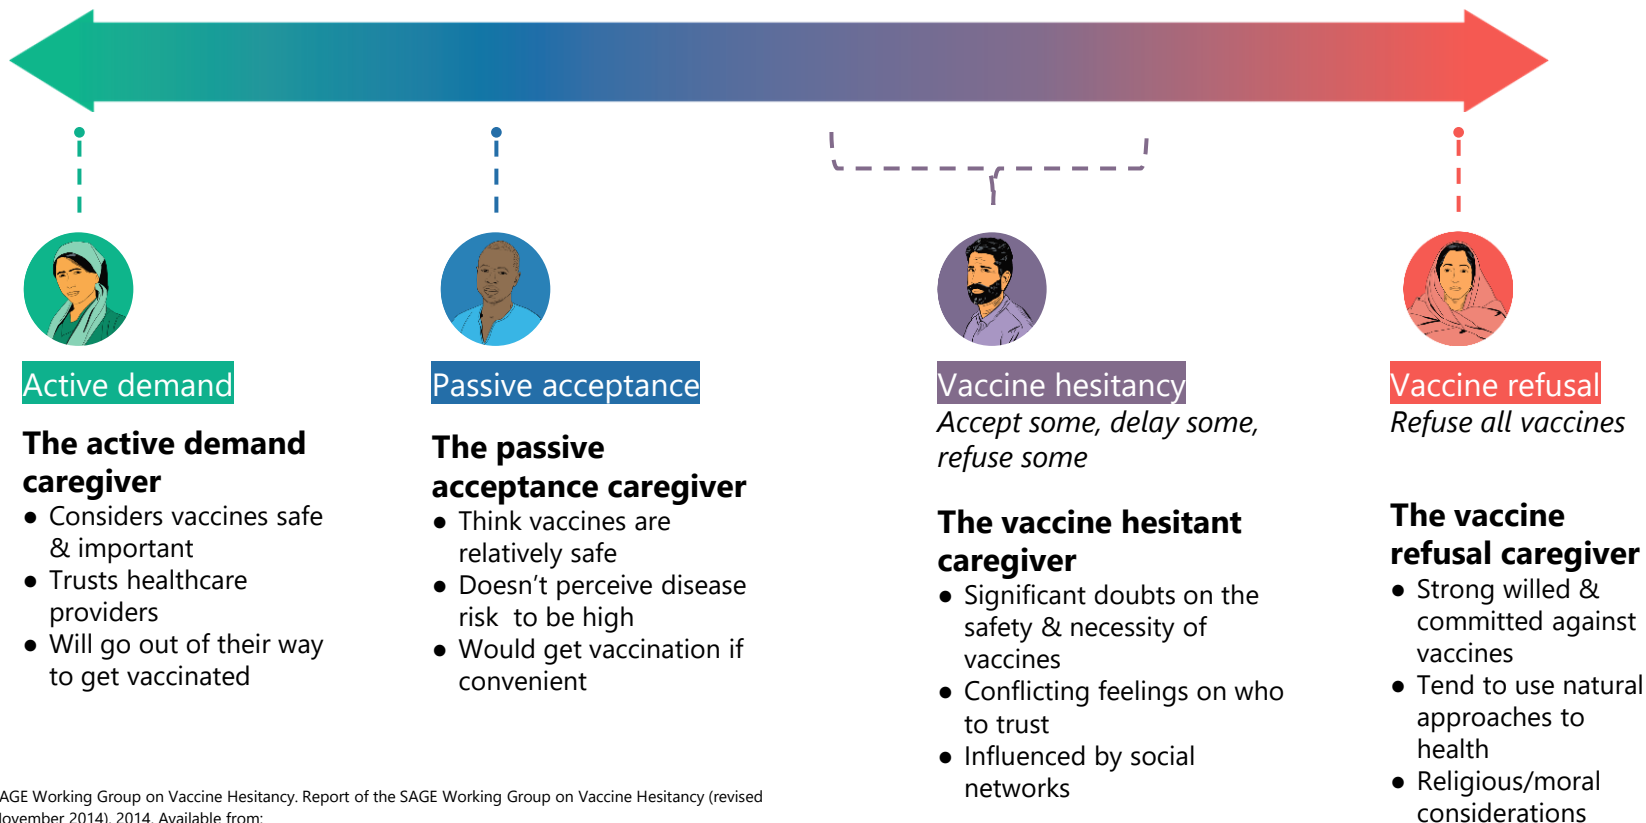 Active demand
The active demand
caregiver
● Considers vaccines safe
& important
● Trusts healthcare
providers
● Will go out of their way
to get vaccinated
Passive acceptance
The passive
acceptance caregiver
● Think vaccines are
relatively safe
● Doesn’t perceive disease
risk  to be high
● Would get vaccination if
convenient
Vaccine hesitancy
Accept some, delay some,
refuse some
The vaccine hesitant
caregiver
● Significant doubts on the
safety & necessity of
vaccines
● Conflicting feelings on who
to trust
● Influenced by social
networks
Vaccine refusal
Refuse all vaccines
The vaccine
refusal caregiver
● Strong willed &
committed against
vaccines
● Tend to use natural
approaches to
health
● Religious/moral
considerations
AGE Working Group on Vaccine Hesitancy. Report of the SAGE Working Group on Vaccine Hesitancy (revised
November 2014). 2014. Available from: